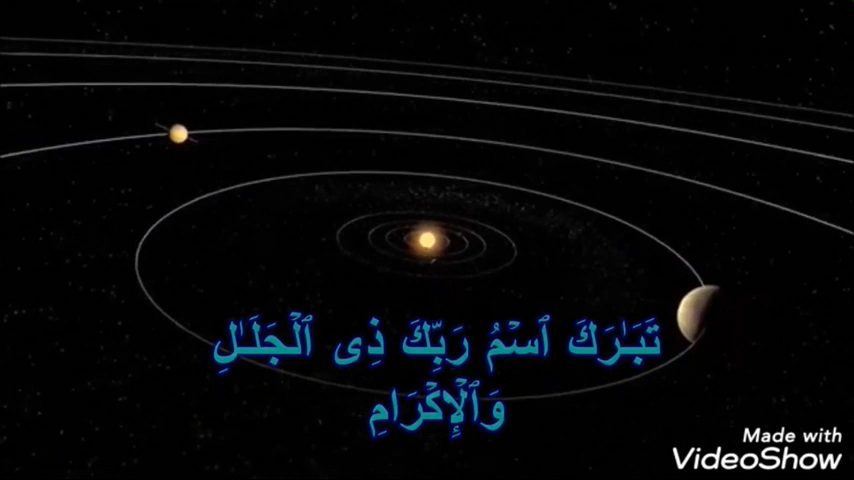 تَبَـٰرَكَ ٱسۡمُ رَبِّكَ ذِى ٱلۡجَلَـٰلِ
وَٱلۡإِكۡرَامِ
Made with
VideoShow